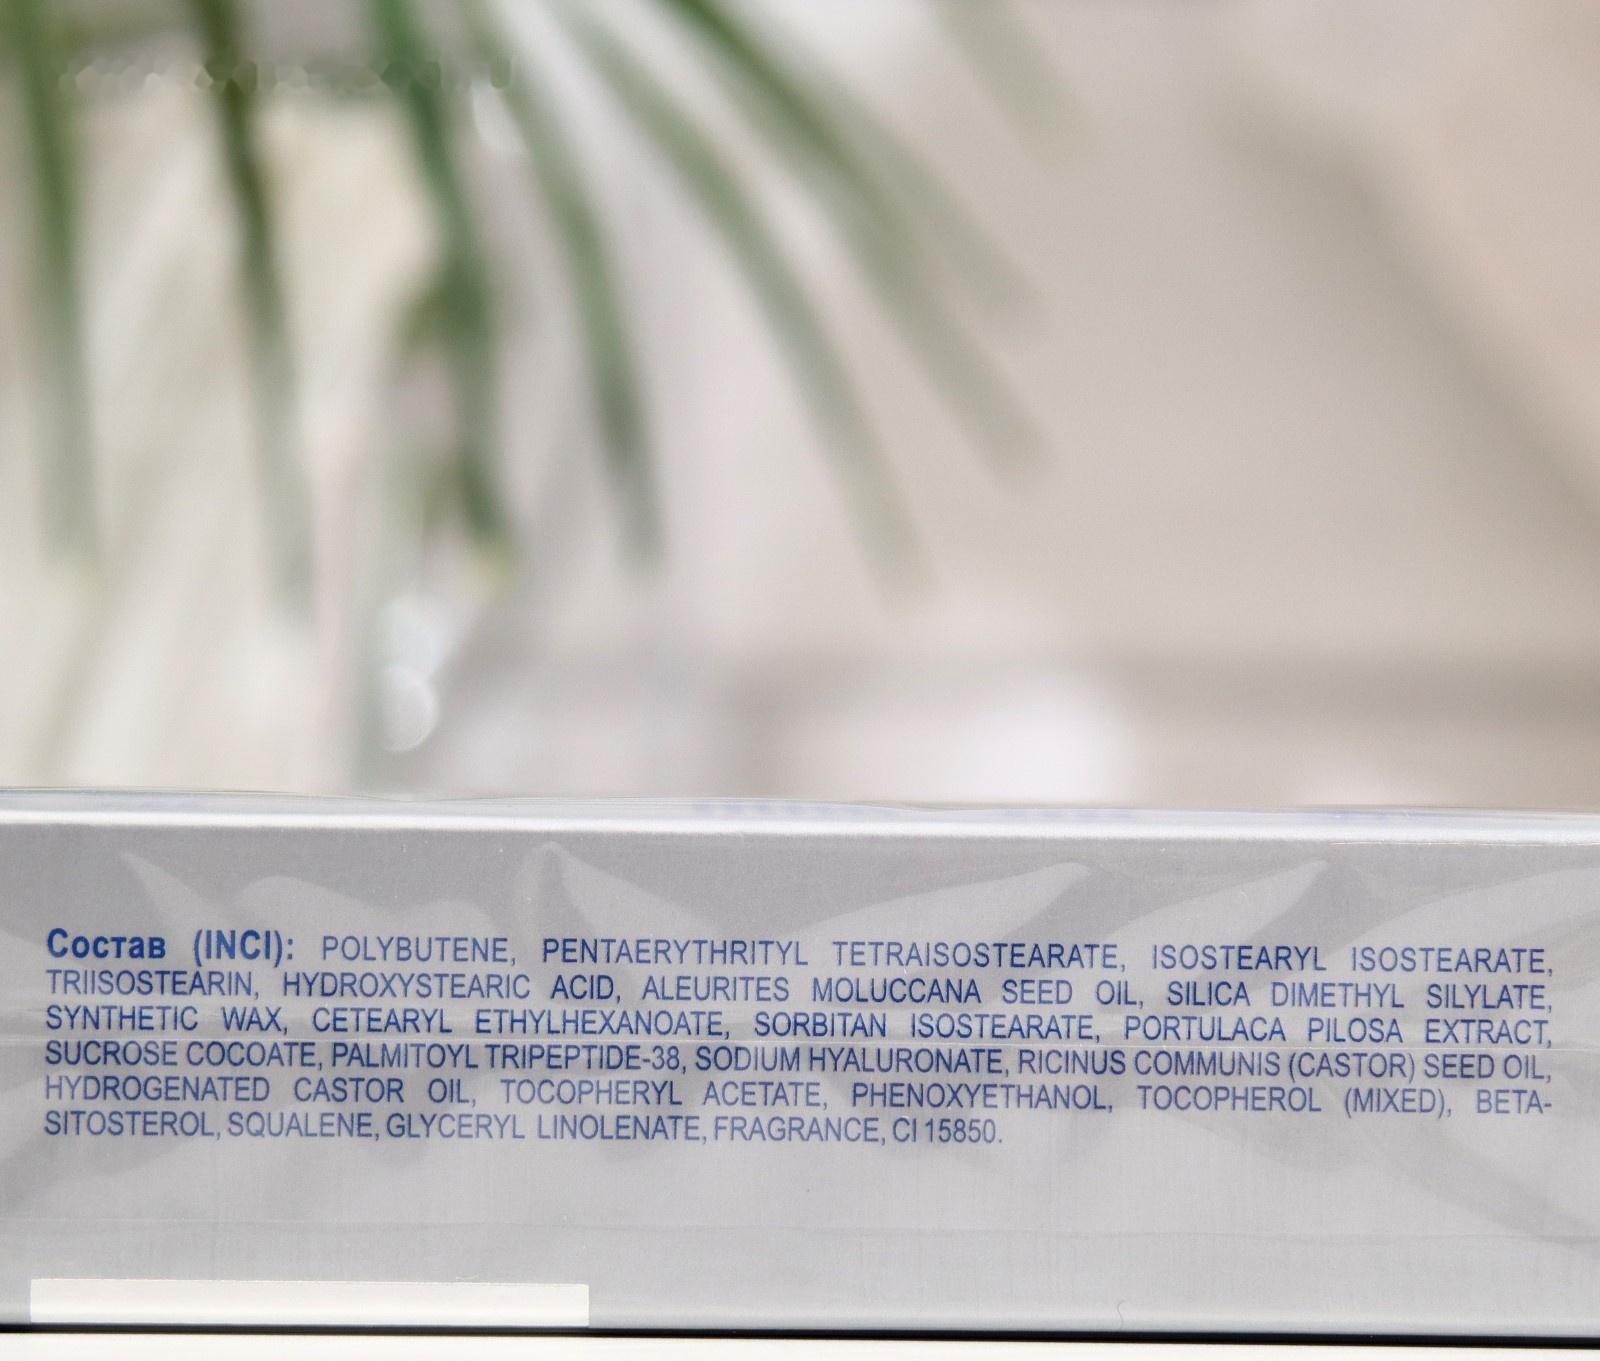 Состав (INCI): POLYBUTENE, PENTAERYTHRITYL TETRAISOSTEARATE, ISOSTEARYL ISOSTEARATE,
TRIISOSTEARIN, HYDROXYSTEARIC ACID, ALEURITES MOLUCCANA SEED OIL, SILICA DIMETHYL SILYLATE,
SYNTHETIC WAX, CETEARYL ETHYLHEXANOATE, SORBITAN ISOSTEARATE, PORTULACA PILOSA EXTRACT,
SUCROSE COCOATE, PALMITOYL TRIPEPTIDE-38, SODIUM HYALURONATE, RICINUS COMMUNIS (CASTOR) SEED OIL,
HYDROGENATED CASTOR OIL, TOCOPHERYL ACETATE, PHENOXYETHANOL, TOCOPHEROL (MIXED), BETA-
SITOSTEROL, SQUALENE, GLYCERYL LINOLENATE, FRAGRANCE, CI 15850.